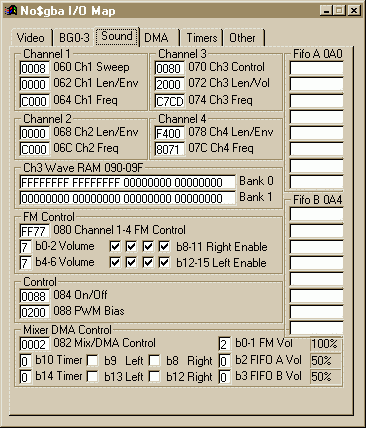 No$gba I/O Map
Video BG0-3 Sound DMA Timers Other
Channel 1
0008 060 Ch1 Sweep
0000 062 Ch1 Len/Env
C000 064 Ch1 Freq
Channel 3
0080 070 Ch3 Control
2000 072 Ch3 Len/Vol
C7CD 074 Ch3 Freq
Fifo A 0A0
Channel 2
0000 068 Ch2 Len/Env
C000 06C Ch2 Freq
Channel 4
F400 078 Ch4 Len/Env
8071 07C Ch4 Freq
Ch3 Wave RAM 090-09F
FFFFFFFF FFFFFFFF 00000000 00000000 Bank 0
00000000 00000000 00000000 00000000 Bank 1
Fifo B 0A4
FM Control
FF77 080 Channel 1-4 FM Control
7 b0-2 Volume b8-11 Right Enable
7 b4-6 Volume b12-15 Left Enable
Control
0088 084 On/Off
0200 088 PWM Bias
Mixer DMA Control
0002 082 Mix/DMA Control 2 b0-1 FM Vol 100%
0 b10 Timer b9 Left b8 Right 0 b2 FIFO A Vol 50%
0 b14 Timer b13 Left b12 Right 0 b3 FIFO B Vol 50%